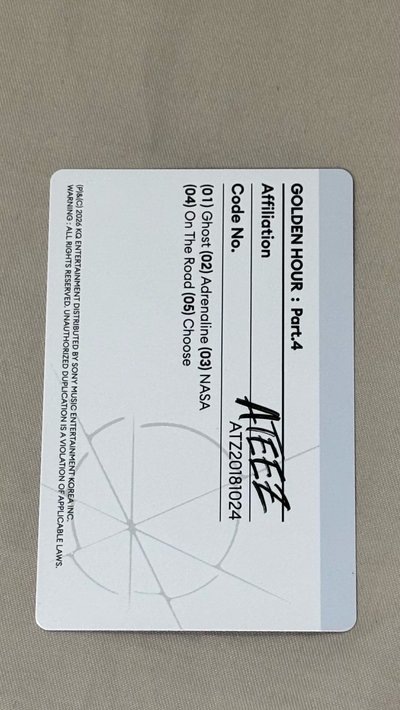 GOLDEN HOUR : Part.4
Affiliation ATEEZ
Code No. ATZ20181024
(01) Ghost (02) Adrenaline (03) NASA
(04) On The Road (05) Choose
(P)&(C) 2026 KQ ENTERTAINMENT DISTRIBUTED BY SONY MUSIC ENTERTAINMENT KOREA INC.
WARNING : ALL RIGHTS RESERVED. UNAUTHORIZED DUPLICATION IS A VIOLATION OF APPLICABLE LAWS.